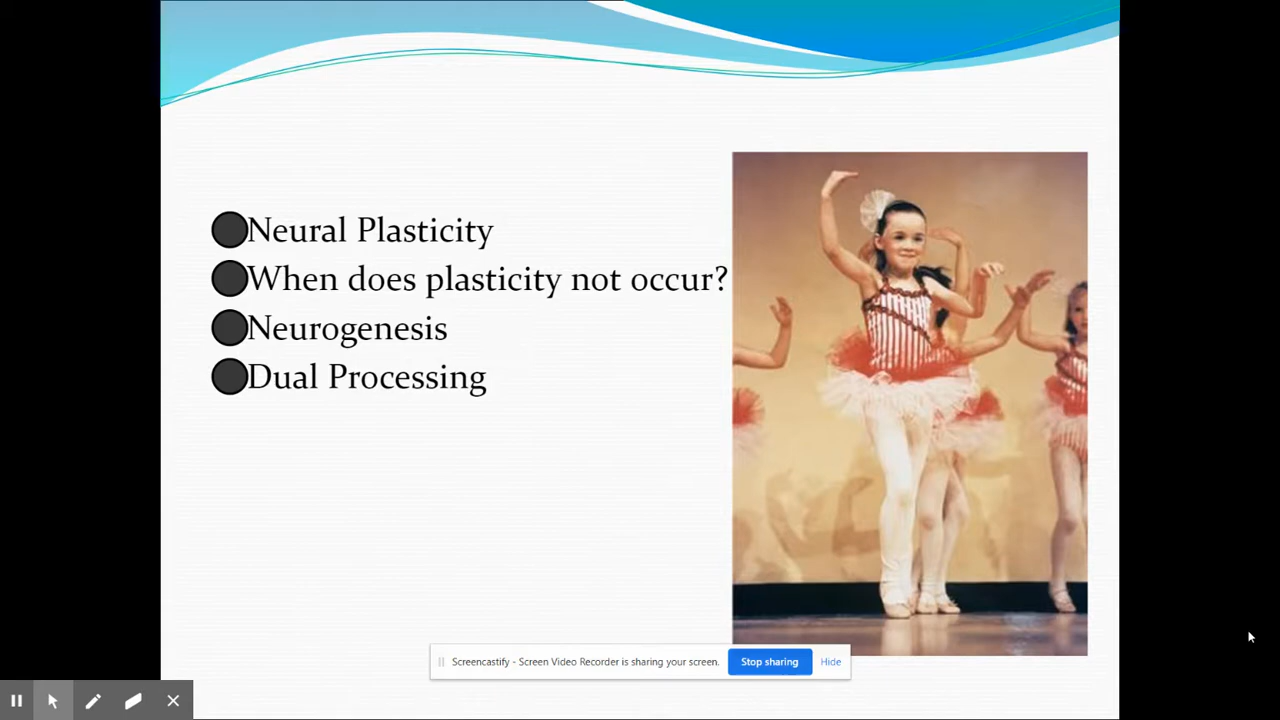 Neural Plasticity
When does plasticity not occur?
Neurogenesis
Dual Processing
Screencastify - Screen Video Recorder is sharing your screen.
Stop sharing
Hide